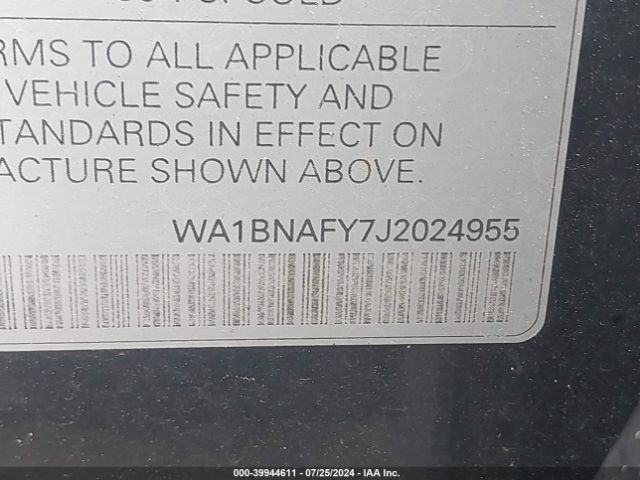 RMS TO ALL APPLICABLE
VEHICLE SAFETY AND
TANDARDS IN EFFECT ON
ACTURE SHOWN ABOVE.
WA1BNAFY7J2024955
000-39944611 - 07/25/2024 - IAA Inc.